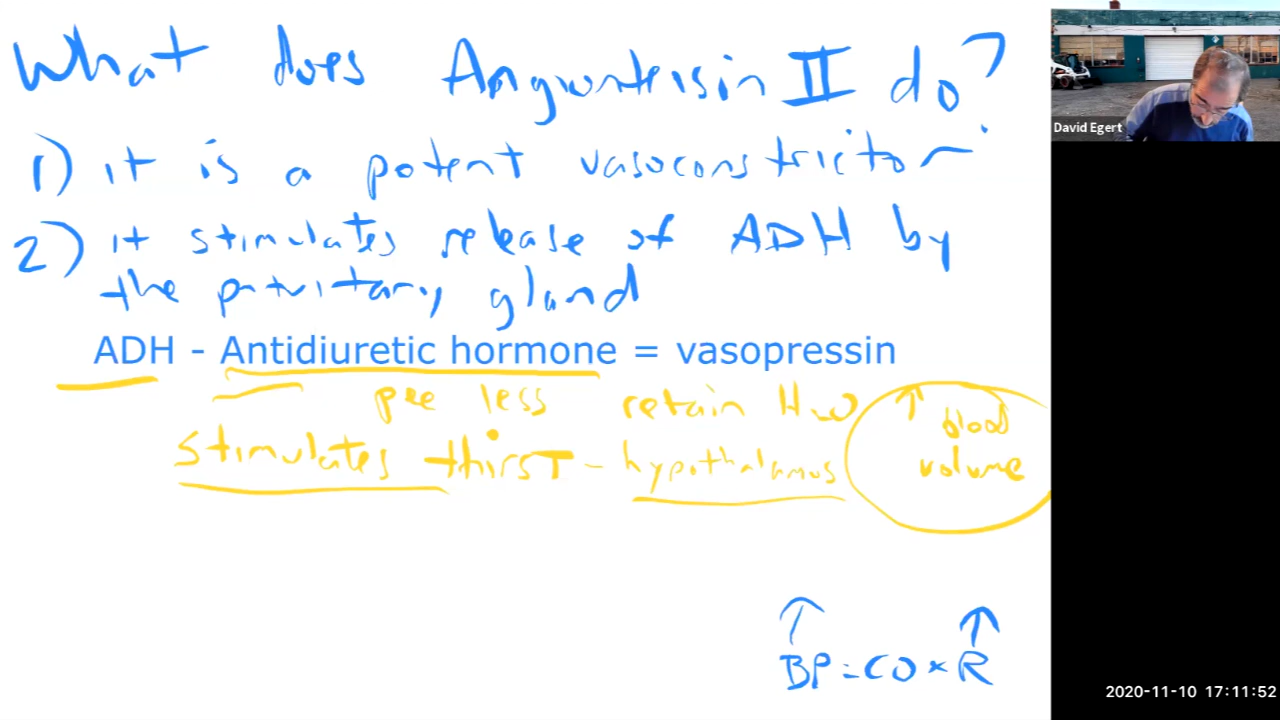 What does Angiontensin II do?
1) it is a potent vasoconstrictor
2) it stimulates release of ADH by
the pituitary gland
ADH - Antidiuretic hormone = vasopressin
pee less retain H2O ↑ blood
volume
stimulates thirst - hypothalamus
↑ ↑
BP = CO × R
David Egert
2020-11-10 17:11:52